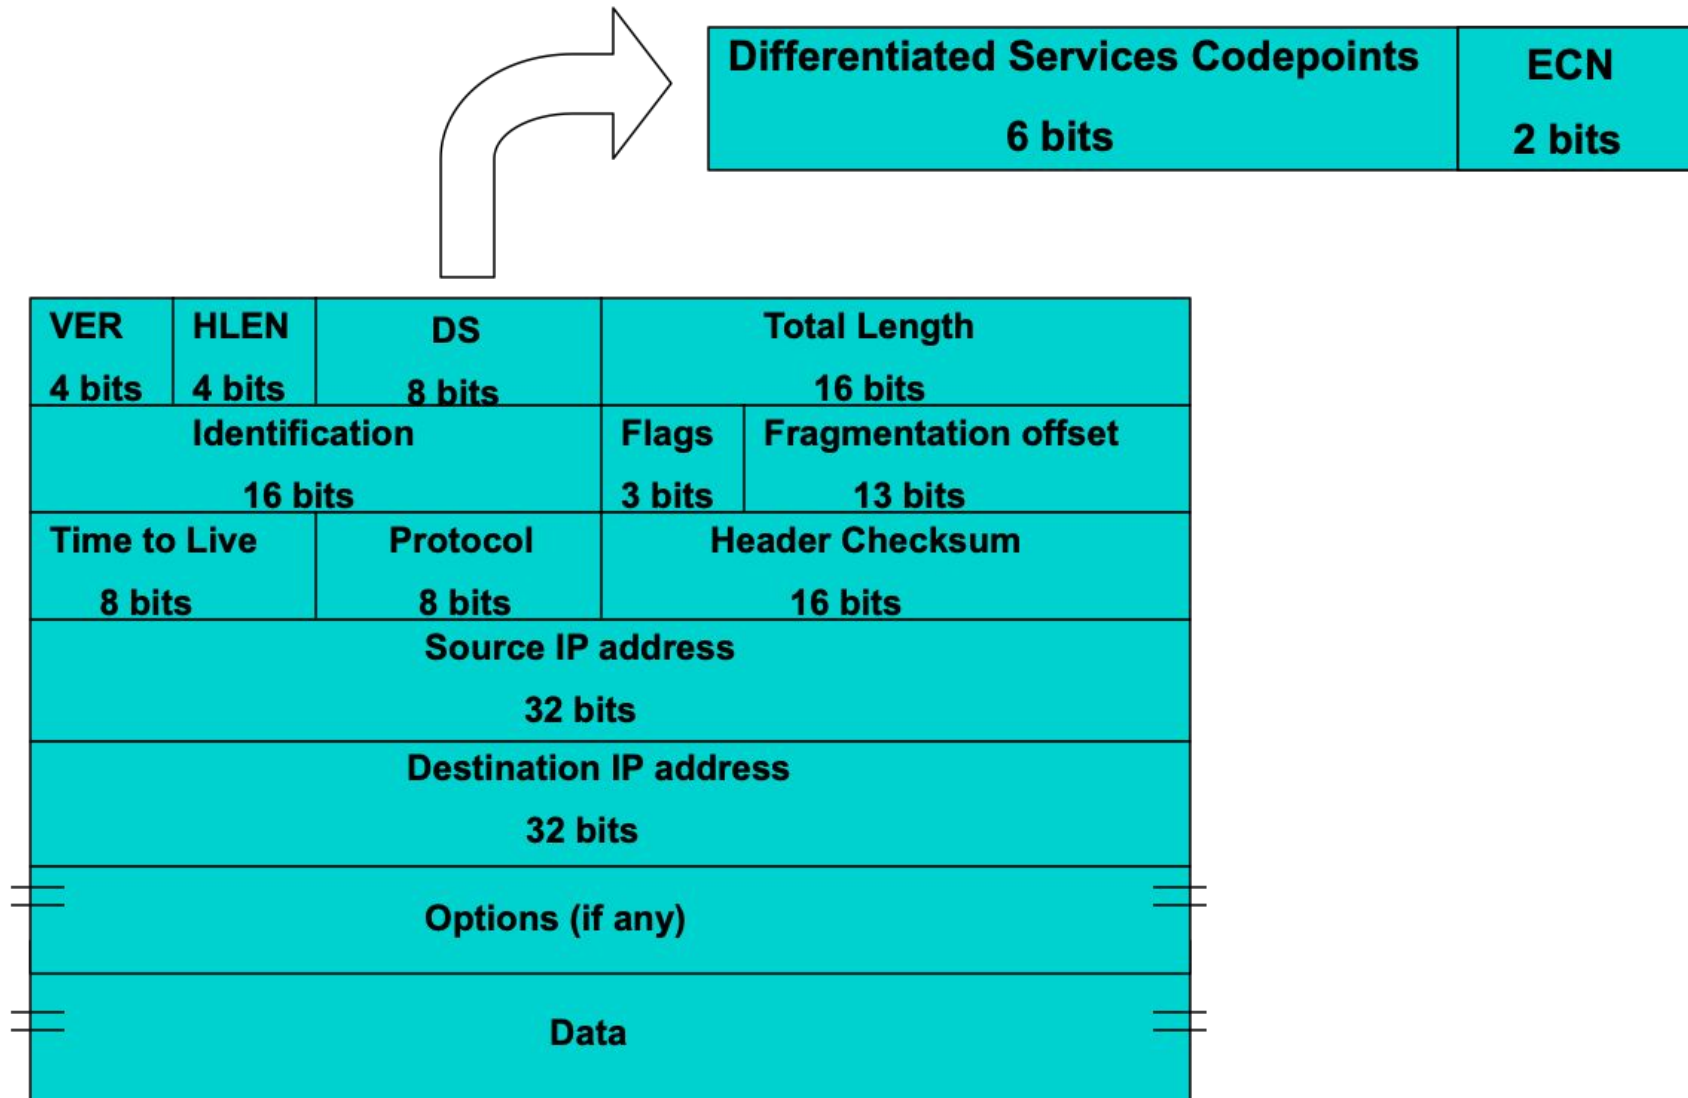 Differentiated Services Codepoints
6 bits
ECN
2 bits
VER
4 bits
HLEN
4 bits
DS
8 bits
Total Length
16 bits
Identification
16 bits
Flags
3 bits
Fragmentation offset
13 bits
Time to Live
8 bits
Protocol
8 bits
Header Checksum
16 bits
Source IP address
32 bits
Destination IP address
32 bits
Options (if any)
Data